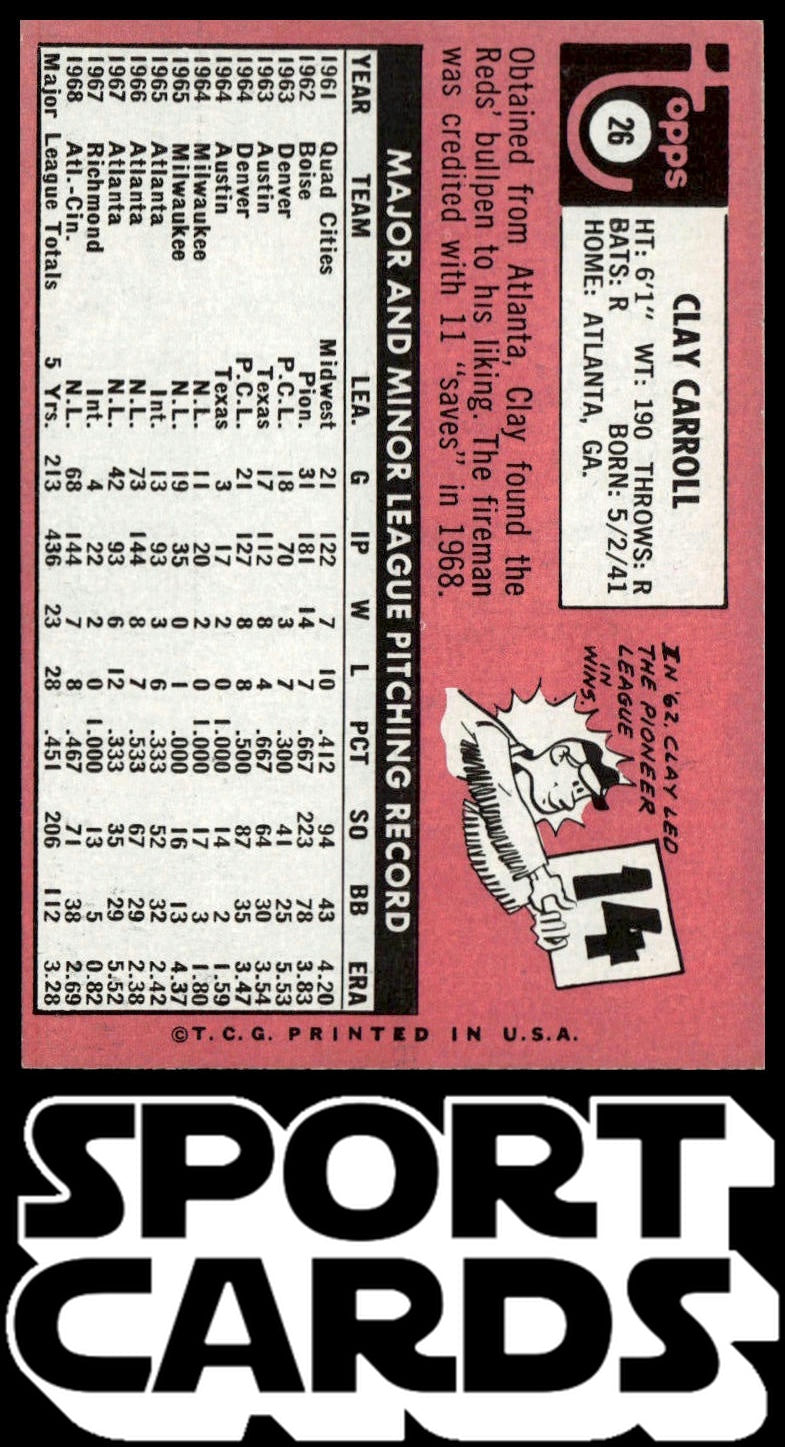 Topps
26
CLAY CARROLL
HT: 6'1" WT: 190 THROWS: R
BATS: R BORN: 5/2/41
HOME: ATLANTA, GA.
Obtained from Atlanta, Clay found the
Reds' bullpen to his liking. The fireman
was credited with 11 "saves" in 1968.
IN '62, CLAY LED
THE PIONEER
LEAGUE
IN
WINS!
14
MAJOR AND MINOR LEAGUE PITCHING RECORD
YEAR TEAM LEA. G IP W L PCT SO BB ERA
1961 Quad Cities Midwest 21 122 7 10 .412 94 43 4.20
1962 Boise Pion. 31 181 14 7 .667 223 78 3.83
1963 Denver P.C.L. 18 70 3 7 .300 41 25 5.53
1963 Austin Texas 17 112 8 4 .667 64 30 3.54
1964 Denver P.C.L. 21 127 8 8 .500 87 35 3.47
1964 Austin Texas 3 17 2 0 1.000 14 2 1.59
1964 Milwaukee N.L. 11 20 2 0 1.000 17 3 1.80
1965 Milwaukee N.L. 19 35 0 1 .000 16 13 4.37
1965 Atlanta Int. 13 93 3 6 .333 52 32 2.42
1966 Atlanta N.L. 73 144 8 7 .533 67 29 2.38
1967 Atlanta N.L. 42 93 6 12 .333 35 29 5.52
1967 Richmond Int. 4 22 2 0 1.000 13 5 0.82
1968 Atl.-Cin. N.L. 68 144 7 8 .467 71 38 2.69
Major League Totals 5 Yrs. 213 436 23 28 .451 206 112 3.28
©T.C.G. PRINTED IN U.S.A.
SPORT
CARDS